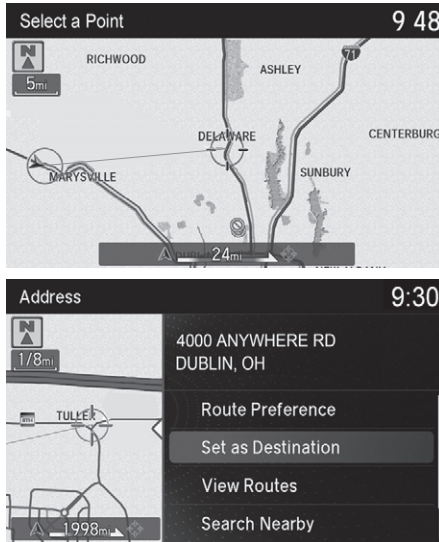 Select a Point
9 48
N
5mi
RICHWOOD
ASHLEY
71
DELAWARE
CENTERBURG
MARYSVILLE
SUNBURY
24mi
Address
9:30
N
1/8mi
4000 ANYWHERE RD
DUBLIN, OH
Route Preference
TULLER
Set as Destination
View Routes
1998mi
Search Nearby